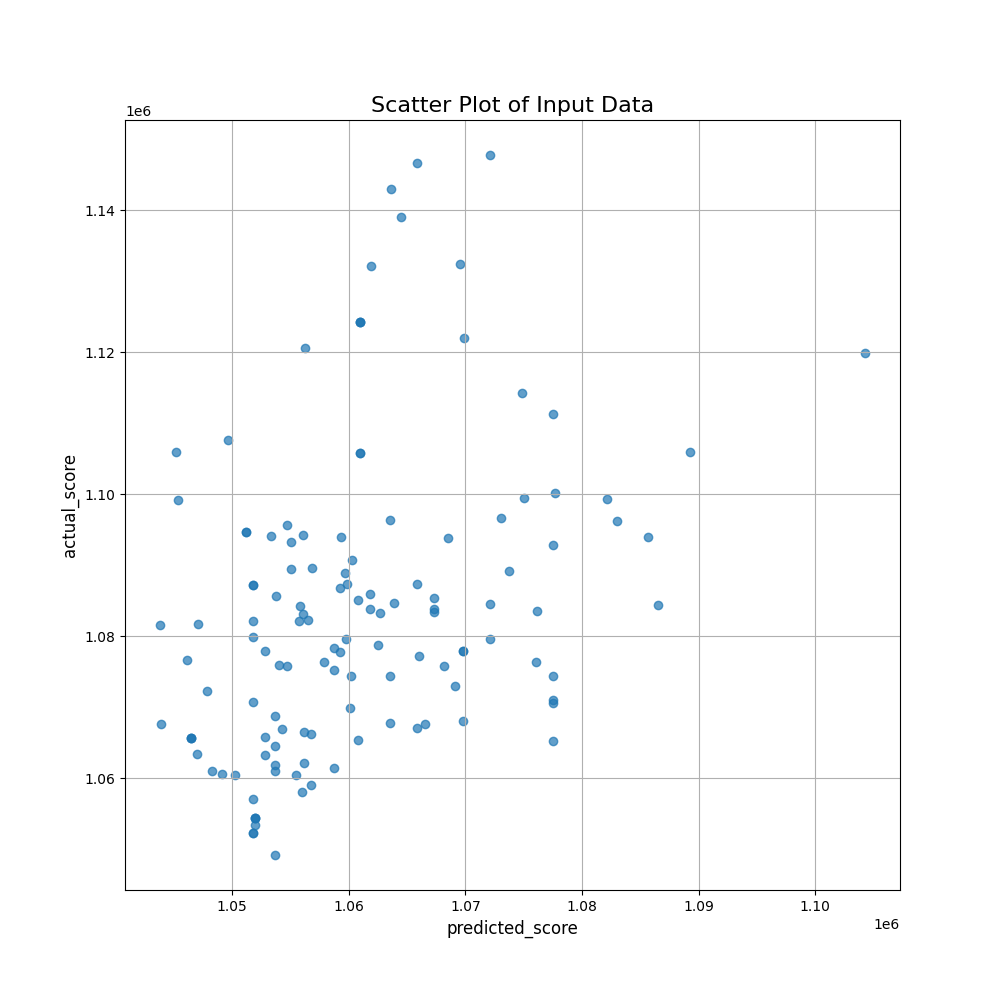 Scatter Plot of Input Data
1e6
1.14
1.12
1.10
1.08
1.06
actual_score
1.05 1.06 1.07 1.08 1.09 1.10
1e6
predicted_score